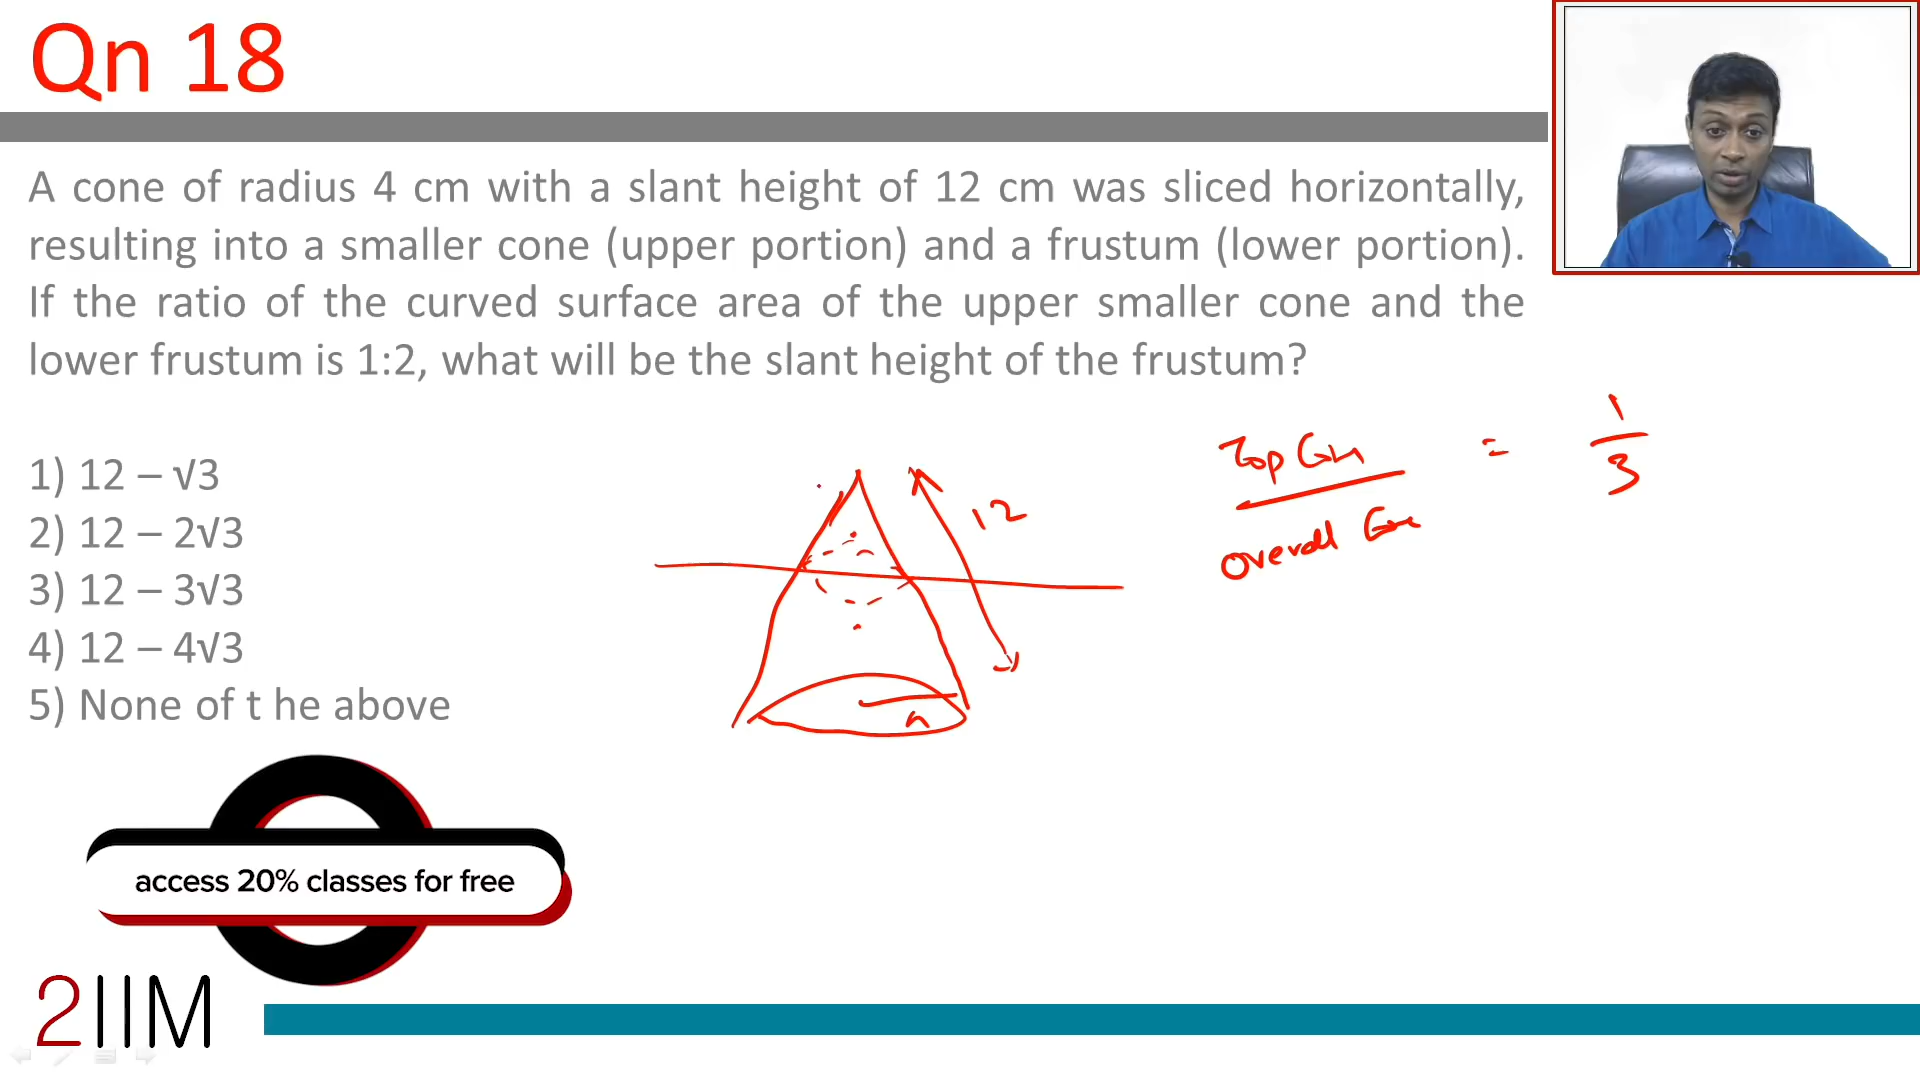 Qn 18
A cone of radius 4 cm with a slant height of 12 cm was sliced horizontally,
resulting into a smaller cone (upper portion) and a frustum (lower portion).
If the ratio of the curved surface area of the upper smaller cone and the
lower frustum is 1:2, what will be the slant height of the frustum?
1) 12 – √3
2) 12 – 2√3
3) 12 – 3√3
4) 12 – 4√3
5) None of t he above
12
Top Cone = 1
3
overall Cone
access 20% classes for free
2IIM